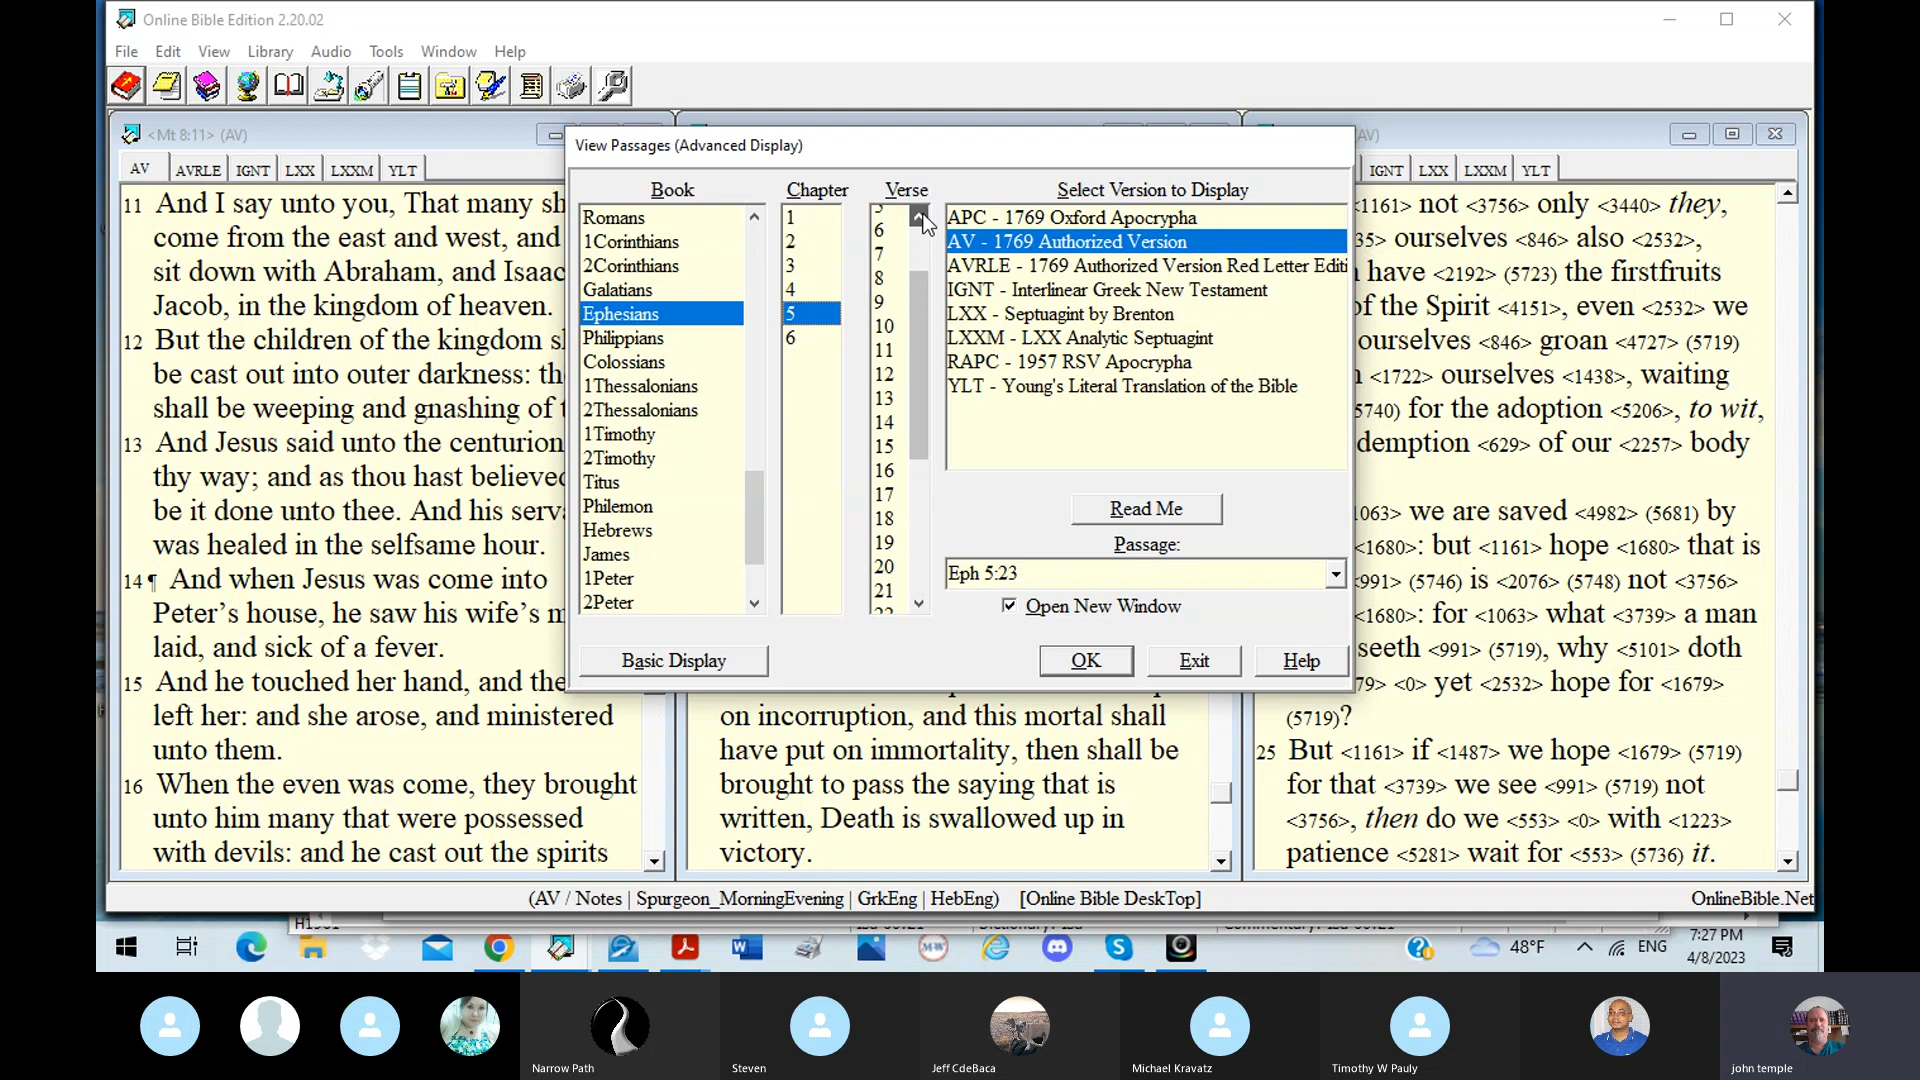 Online Bible Edition 2.20.02
File Edit View Library Audio Tools Window Help
<Mt 8:11> (AV)
AV AVRLE IGNT LXX LXXM YLT
11 And I say unto you, That many sh
come from the east and west, and
sit down with Abraham, and Isaac
Jacob, in the kingdom of heaven.
12 But the children of the kingdom s
be cast out into outer darkness: th
shall be weeping and gnashing of t
13 And Jesus said unto the centurion
thy way; and as thou hast believed
be it done unto thee. And his serv
was healed in the selfsame hour.
14 ¶ And when Jesus was come into
Peter’s house, he saw his wife’s m
laid, and sick of a fever.
15 And he touched her hand, and the
left her: and she arose, and ministered
unto them.
16 When the even was come, they brought
unto him many that were possessed
with devils: and he cast out the spirits
View Passages (Advanced Display)
Book Chapter Verse Select Version to Display
Romans
1Corinthians
2Corinthians
Galatians
Ephesians
Philippians
Colossians
1Thessalonians
2Thessalonians
1Timothy
2Timothy
Titus
Philemon
Hebrews
James
1Peter
2Peter
1
2
3
4
5
6
5
6
7
8
9
10
11
12
13
14
15
16
17
18
19
20
21
22
APC - 1769 Oxford Apocrypha
AV - 1769 Authorized Version
AVRLE - 1769 Authorized Version Red Letter Editi
IGNT - Interlinear Greek New Testament
LXX - Septuagint by Brenton
LXXM - LXX Analytic Septuagint
RAPC - 1957 RSV Apocrypha
YLT - Young's Literal Translation of the Bible
Read Me
Passage:
Eph 5:23
Open New Window
Basic Display OK Exit Help
on incorruption, and this mortal shall
have put on immortality, then shall be
brought to pass the saying that is
written, Death is swallowed up in
victory.
AV)
IGNT LXX LXXM YLT
1161> not <3756> only <3440> they,
35> ourselves <846> also <2532>,
have <2192> (5723) the firstfruits
of the Spirit <4151>, even <2532> we
ourselves <846> groan <4727> (5719)
<1722> ourselves <1438>, waiting
5740) for the adoption <5206>, to wit,
demption <629> of our <2257> body
1063> we are saved <4982> (5681) by
<1680>: but <1161> hope <1680> that is
<991> (5746) is <2076> (5748) not <3756>
<1680>: for <1063> what <3739> a man
seeth <991> (5719), why <5101> doth
79> <0> yet <2532> hope for <1679>
(5719)?
25 But <1161> if <1487> we hope <1679> (5719)
for that <3739> we see <991> (5719) not
<3756>, then do we <553> <0> with <1223>
patience <5281> wait for <553> (5736) it.
(AV / Notes | Spurgeon_MorningEvening | GrkEng | HebEng) [Online Bible DeskTop] OnlineBible.Net
48°F ENG 7:27 PM
4/8/2023
Narrow Path Steven Jeff CdeBaca Michael Kravatz Timothy W Pauly john temple